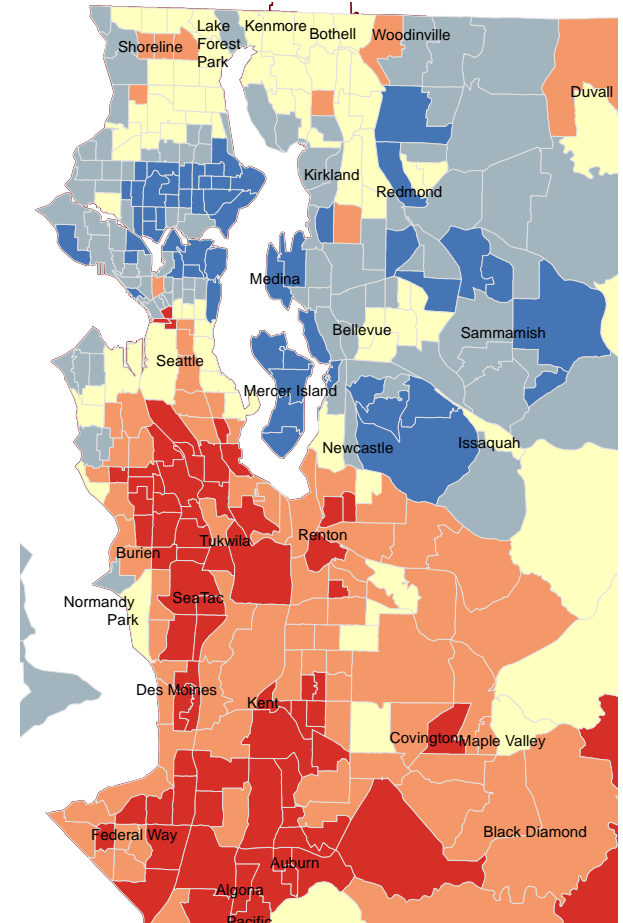 Lake
Forest
Park
Kenmore
Bothell
Woodinville
Shoreline
Duvall
Kirkland
Redmond
Medina
Bellevue
Sammamish
Seattle
Mercer Island
Newcastle
Issaquah
Renton
Tukwila
Burien
SeaTac
Normandy
Park
Des Moines
Kent
Covington
Maple Valley
Federal Way
Black Diamond
Auburn
Algona
Pacific